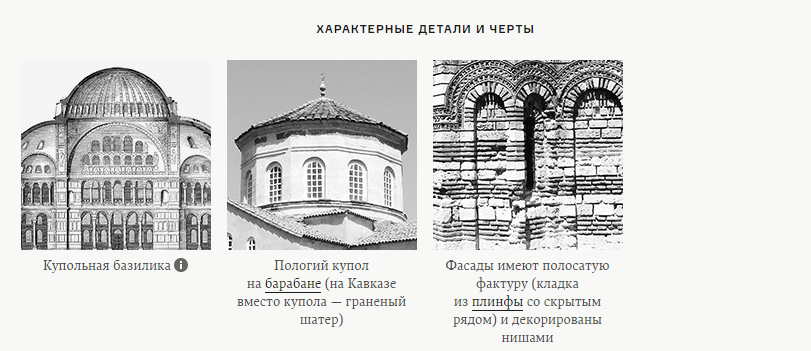 ХАРАКТЕРНЫЕ ДЕТАЛИ И ЧЕРТЫ
Купольная базилика i
Пологий купол
на барабане (на Кавказе
вместо купола — граненый
шатер)
Фасады имеют полосатую
фактуру (кладка
из плинфы со скрытым
рядом) и декорированы
нишами